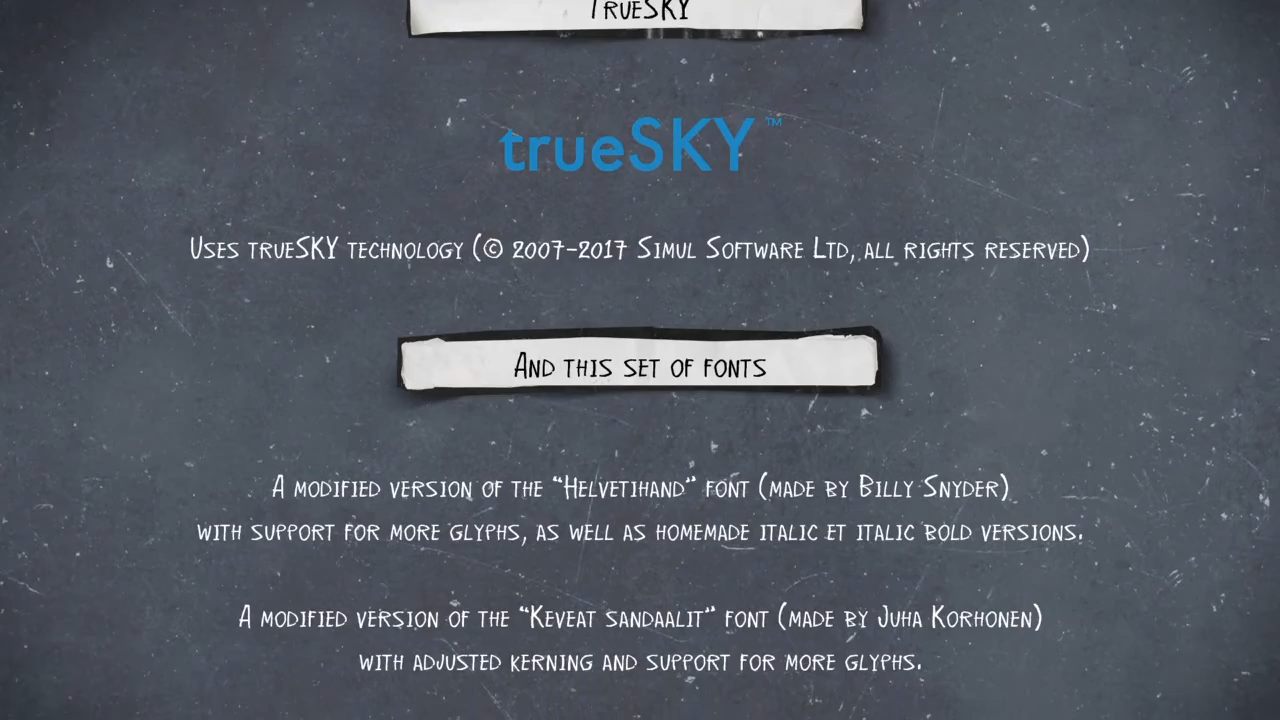 TrueSKY
trueSKY™
Uses trueSKY technology (© 2007-2017 Simul Software Ltd, all rights reserved)
And this set of fonts
A modified version of the “Helvetihand” font (made by Billy Snyder)
with support for more glyphs, as well as homemade italic et italic bold versions.
A modified version of the “Keveat sandaalit” font (made by Juha Korhonen)
with adjusted kerning and support for more glyphs.